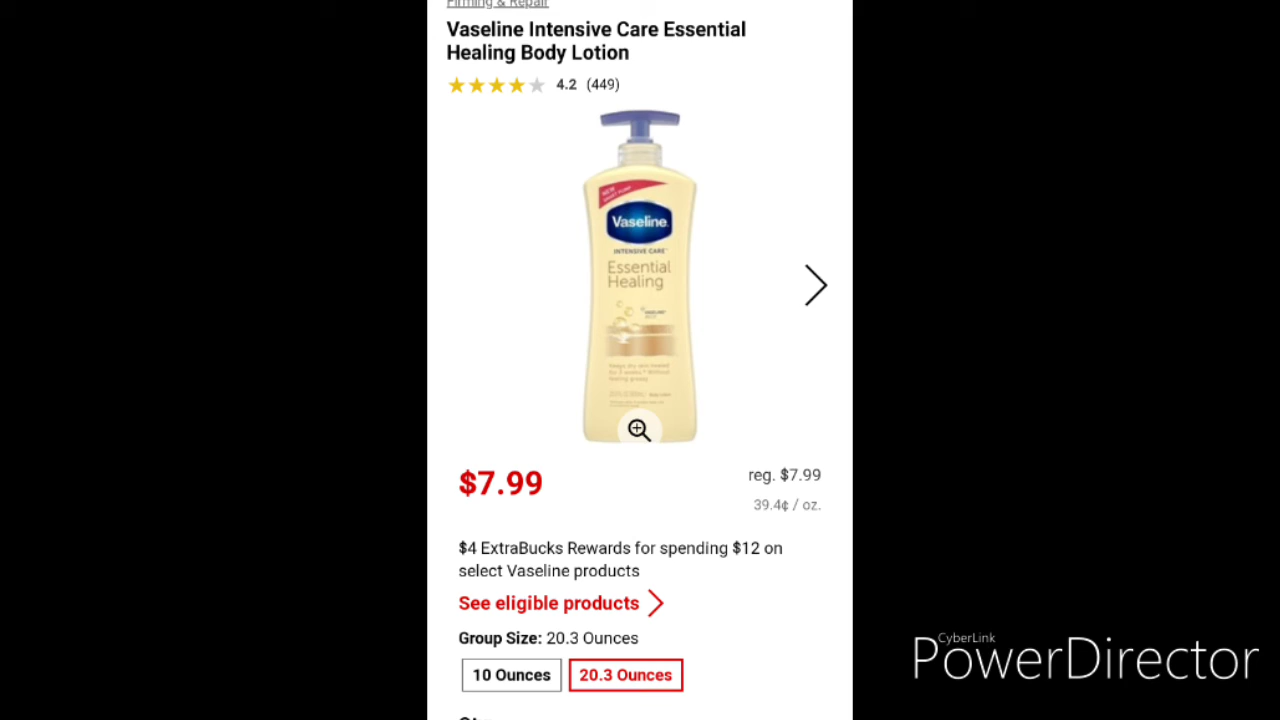 Firming & Repair
Vaseline Intensive Care Essential
Healing Body Lotion
4.2 (449)
NEW
Vaseline
INTENSIVE CARE
Essential
Healing
$7.99
reg. $7.99
39.4¢ / oz.
$4 ExtraBucks Rewards for spending $12 on
select Vaseline products
See eligible products
Group Size: 20.3 Ounces
10 Ounces
20.3 Ounces
CyberLink
PowerDirector